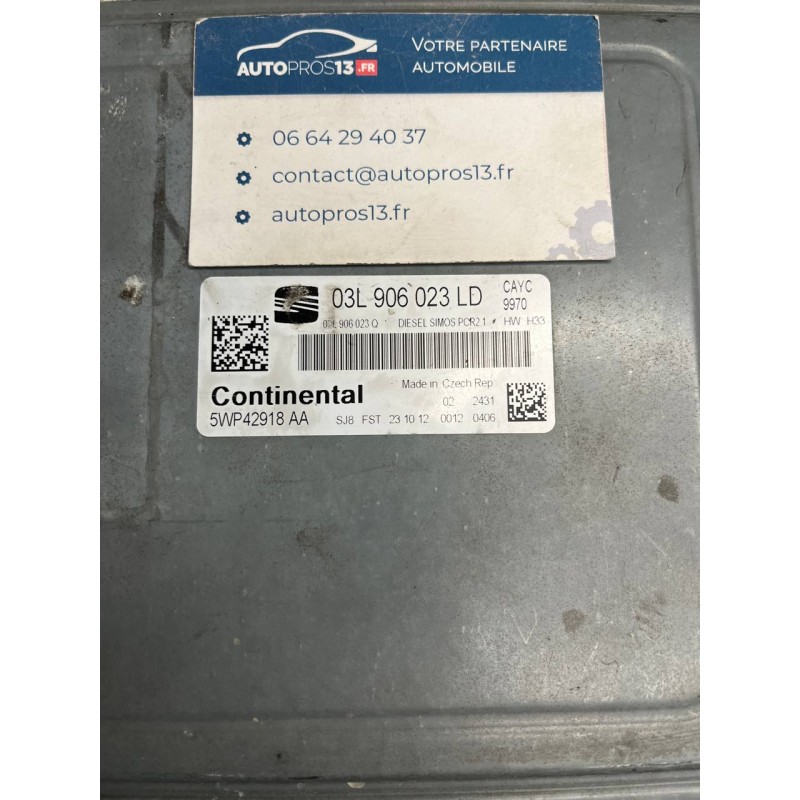 AUTOPROS13.FR
VOTRE PARTENAIRE
AUTOMOBILE
06 64 29 40 37
contact@autopros13.fr
autopros13.fr
03L 906 023 LD
CAYC
9970
03L 906 023 Q DIESEL SIMOS PCR2.1 HW H33
Continental
Made in Czech Rep
02 2431
5WP42918 AA
SJ8 FST 23 10 12 0012 0406